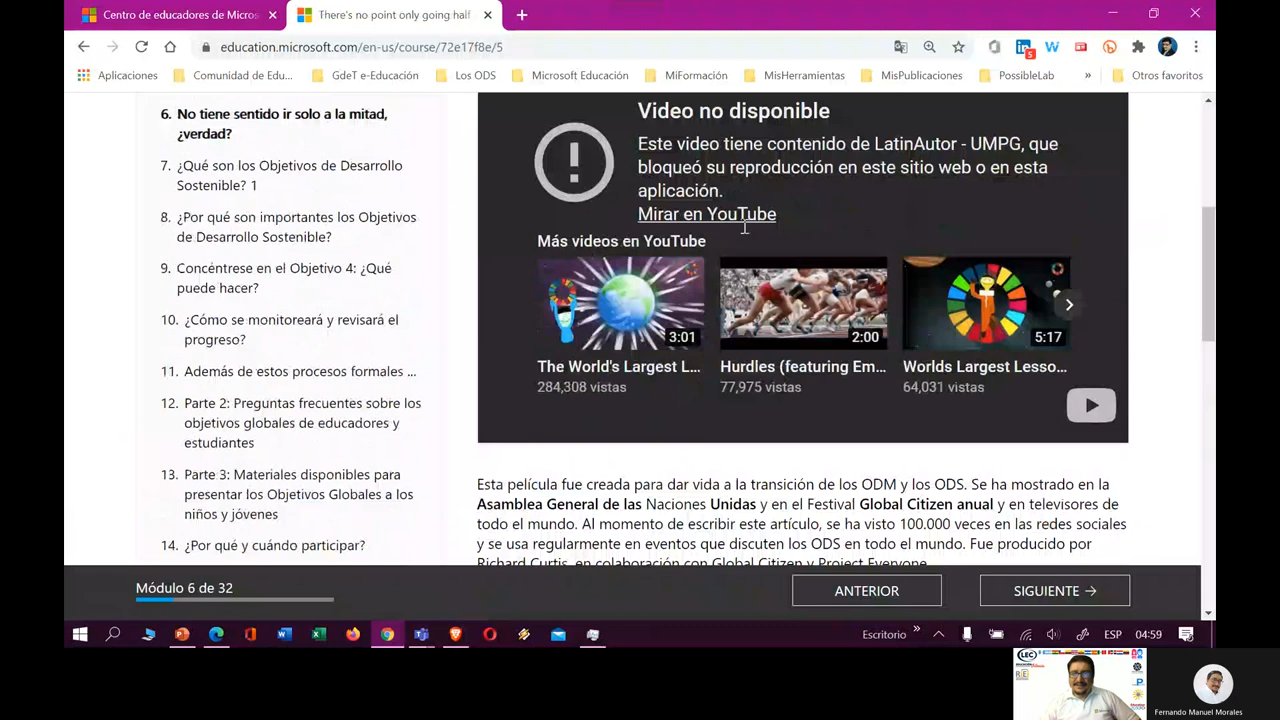 Centro de educadores de Micros
There's no point only going half
education.microsoft.com/en-us/course/72e17f8e/5
5
Aplicaciones
Comunidad de Edu...
GdeT e-Educación
Los ODS
Microsoft Educación
MiFormación
MisHerramientas
MisPublicaciones
PossibleLab
»
Otros favoritos
6. No tiene sentido ir solo a la mitad,
¿verdad?
7. ¿Qué son los Objetivos de Desarrollo
Sostenible? 1
8. ¿Por qué son importantes los Objetivos
de Desarrollo Sostenible?
9. Concéntrese en el Objetivo 4: ¿Qué
puede hacer?
10. ¿Cómo se monitoreará y revisará el
progreso?
11. Además de estos procesos formales ...
12. Parte 2: Preguntas frecuentes sobre los
objetivos globales de educadores y
estudiantes
13. Parte 3: Materiales disponibles para
presentar los Objetivos Globales a los
niños y jóvenes
14. ¿Por qué y cuándo participar?
Video no disponible
Este video tiene contenido de LatinAutor - UMPG, que
bloqueó su reproducción en este sitio web o en esta
aplicación.
Mirar en YouTube
Más videos en YouTube
3:01
2:00
5:17
The World's Largest L...
Hurdles (featuring Em...
Worlds Largest Lesso...
284,308 vistas
77,975 vistas
64,031 vistas
Esta película fue creada para dar vida a la transición de los ODM y los ODS. Se ha mostrado en la
Asamblea General de las Naciones Unidas y en el Festival Global Citizen anual y en televisores de
todo el mundo. Al momento de escribir este artículo, se ha visto 100.000 veces en las redes sociales
y se usa regularmente en eventos que discuten los ODS en todo el mundo. Fue producido por
Richard Curtis, en colaboración con Global Citizen y Project Everyone.
Módulo 6 de 32
ANTERIOR
SIGUIENTE
Escritorio
»
ESP
04:59
LEC
Fernando Manuel Morales